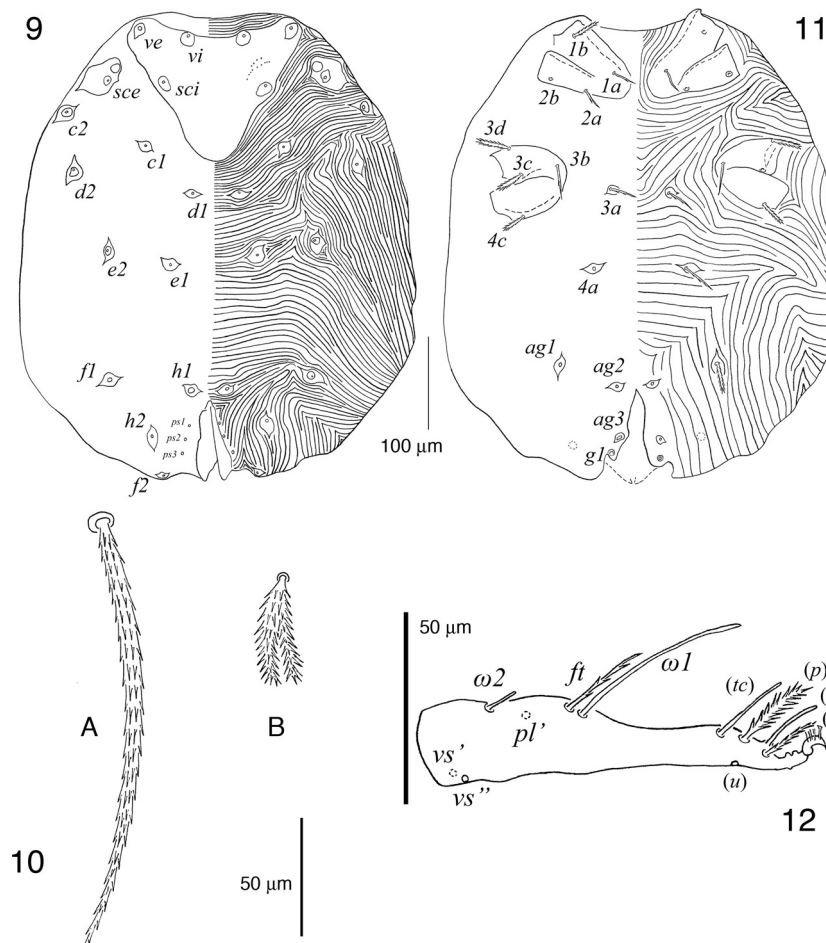 9
ve
vi
sce
sci
c2
c1
d2
d1
e2
e1
f1
h1
h2
ps1
ps2
ps3
f2
100 µm
11
1b
1a
2b
2a
3d
3c
3b
3a
4c
4a
ag1
ag2
ag3
g1
10
A
B
50 µm
50 µm
ω2
ft
ω1
(tc)
(p)
(
pl’
vs’
vs”
(u)
12